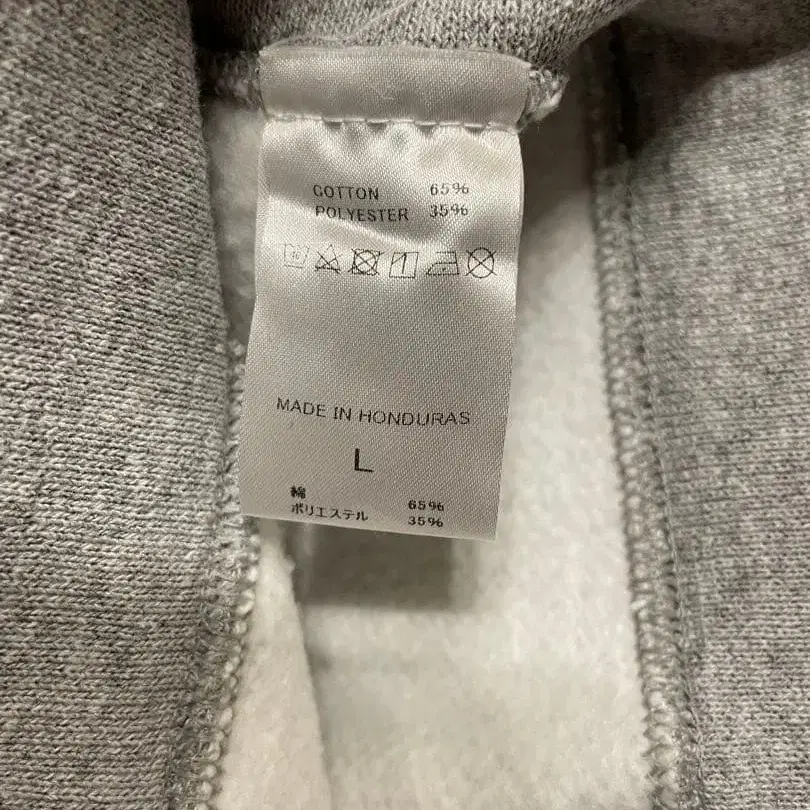 COTTON 65%
POLYESTER 35%
MADE IN HONDURAS
L
綿 65%
ポリエステル 35%